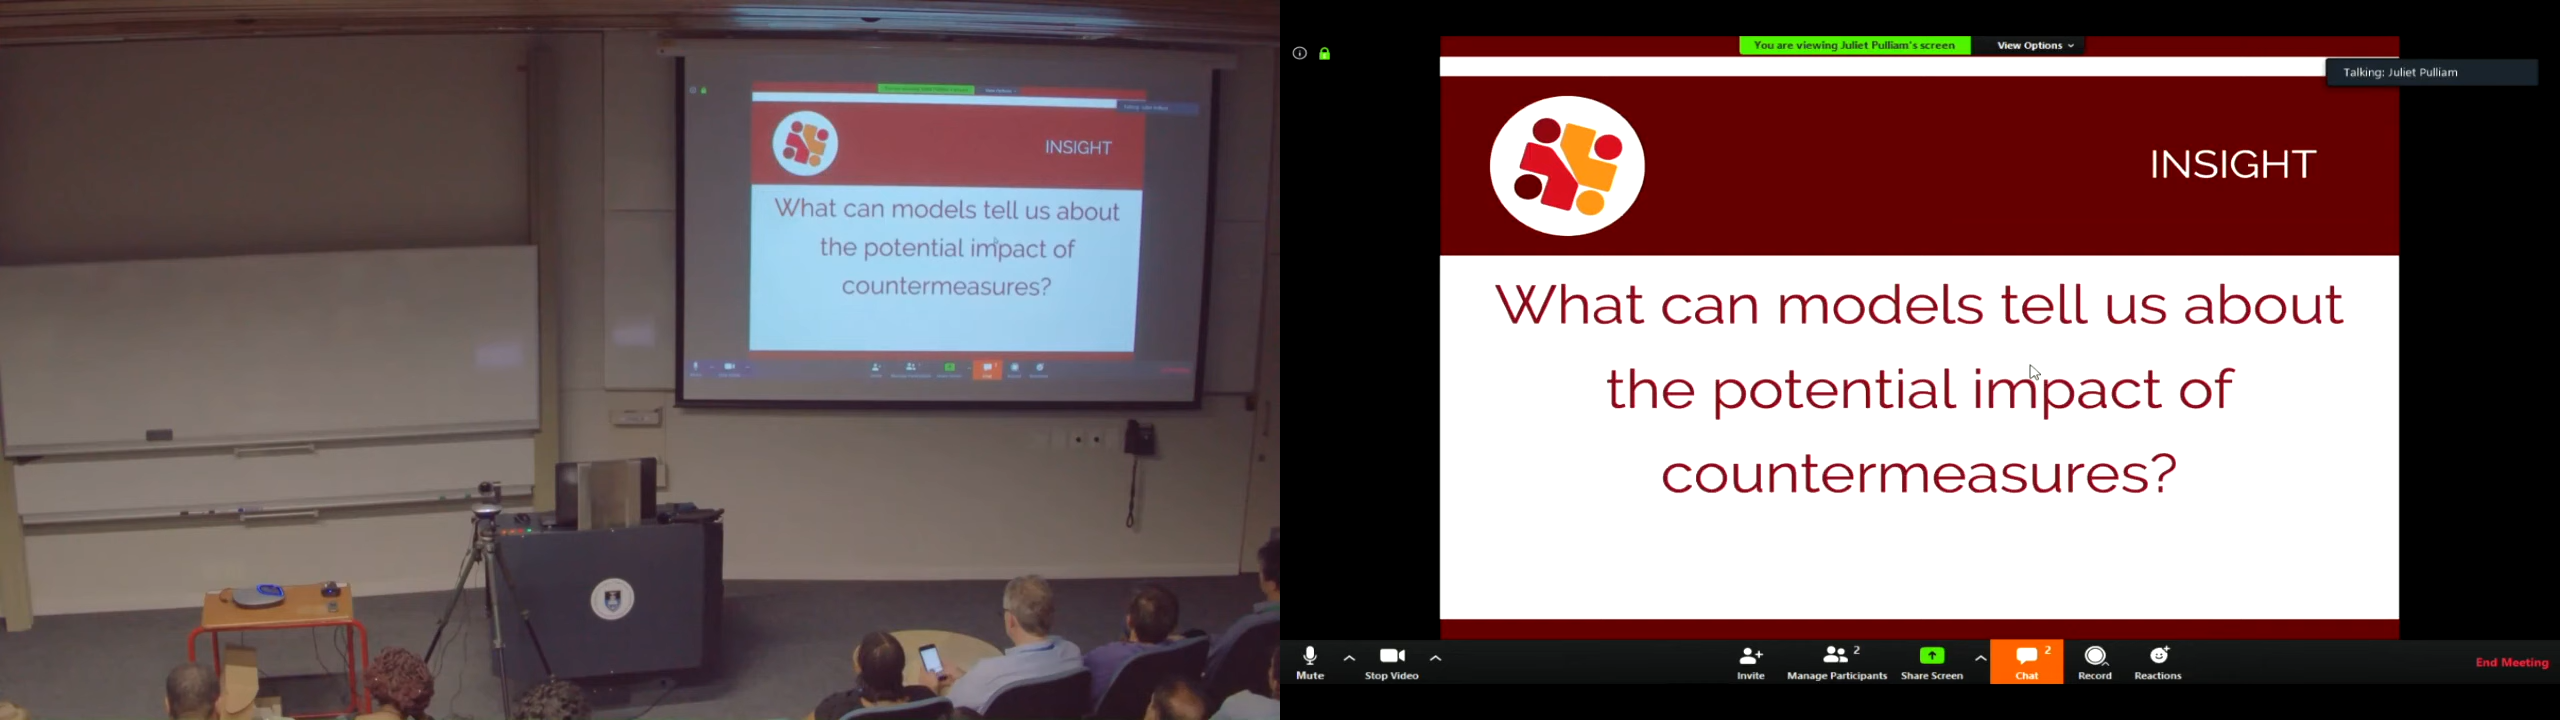 You are viewing Juliet Pulliam's screen
View Options
Talking: Juliet Pulliam
INSIGHT
What can models tell us about
the potential impact of
countermeasures?
INSIGHT
What can models tell us about
the potential impact of
countermeasures?
Mute
Stop Video
Invite
2
Manage Participants
Share Screen
2
Chat
Record
Reactions
End Meeting